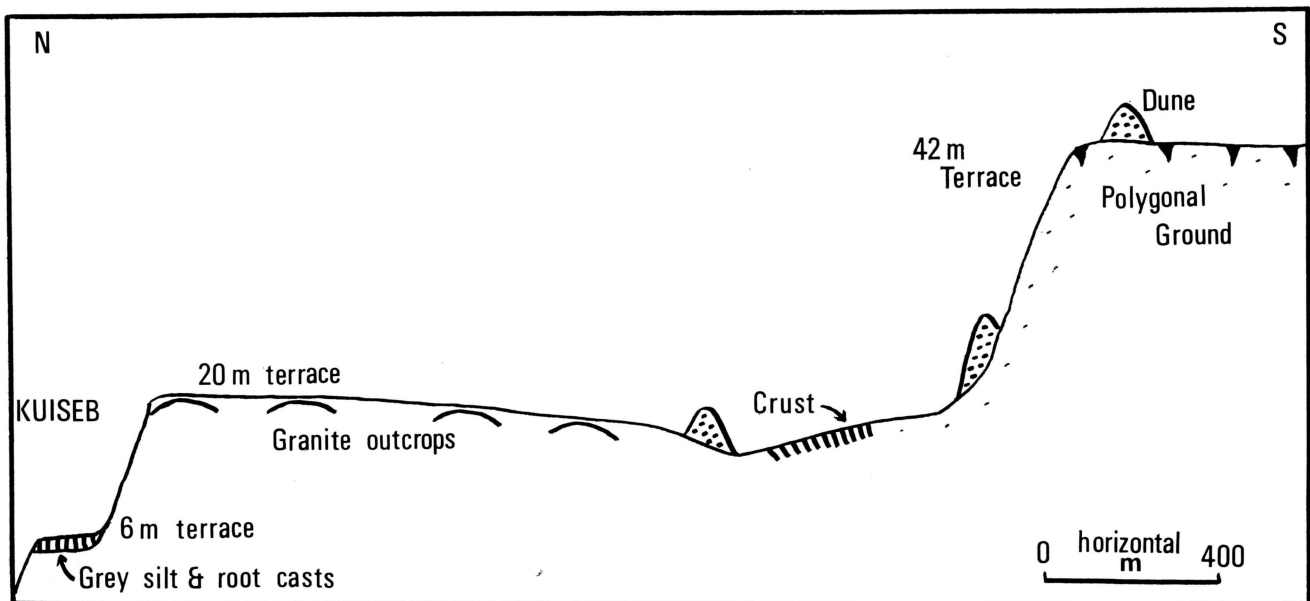 N
S
Dune
42 m
Terrace
Polygonal
Ground
20 m terrace
KUISEB
Crust
Granite outcrops
6 m terrace
Grey silt & root casts
0 horizontal 400
m